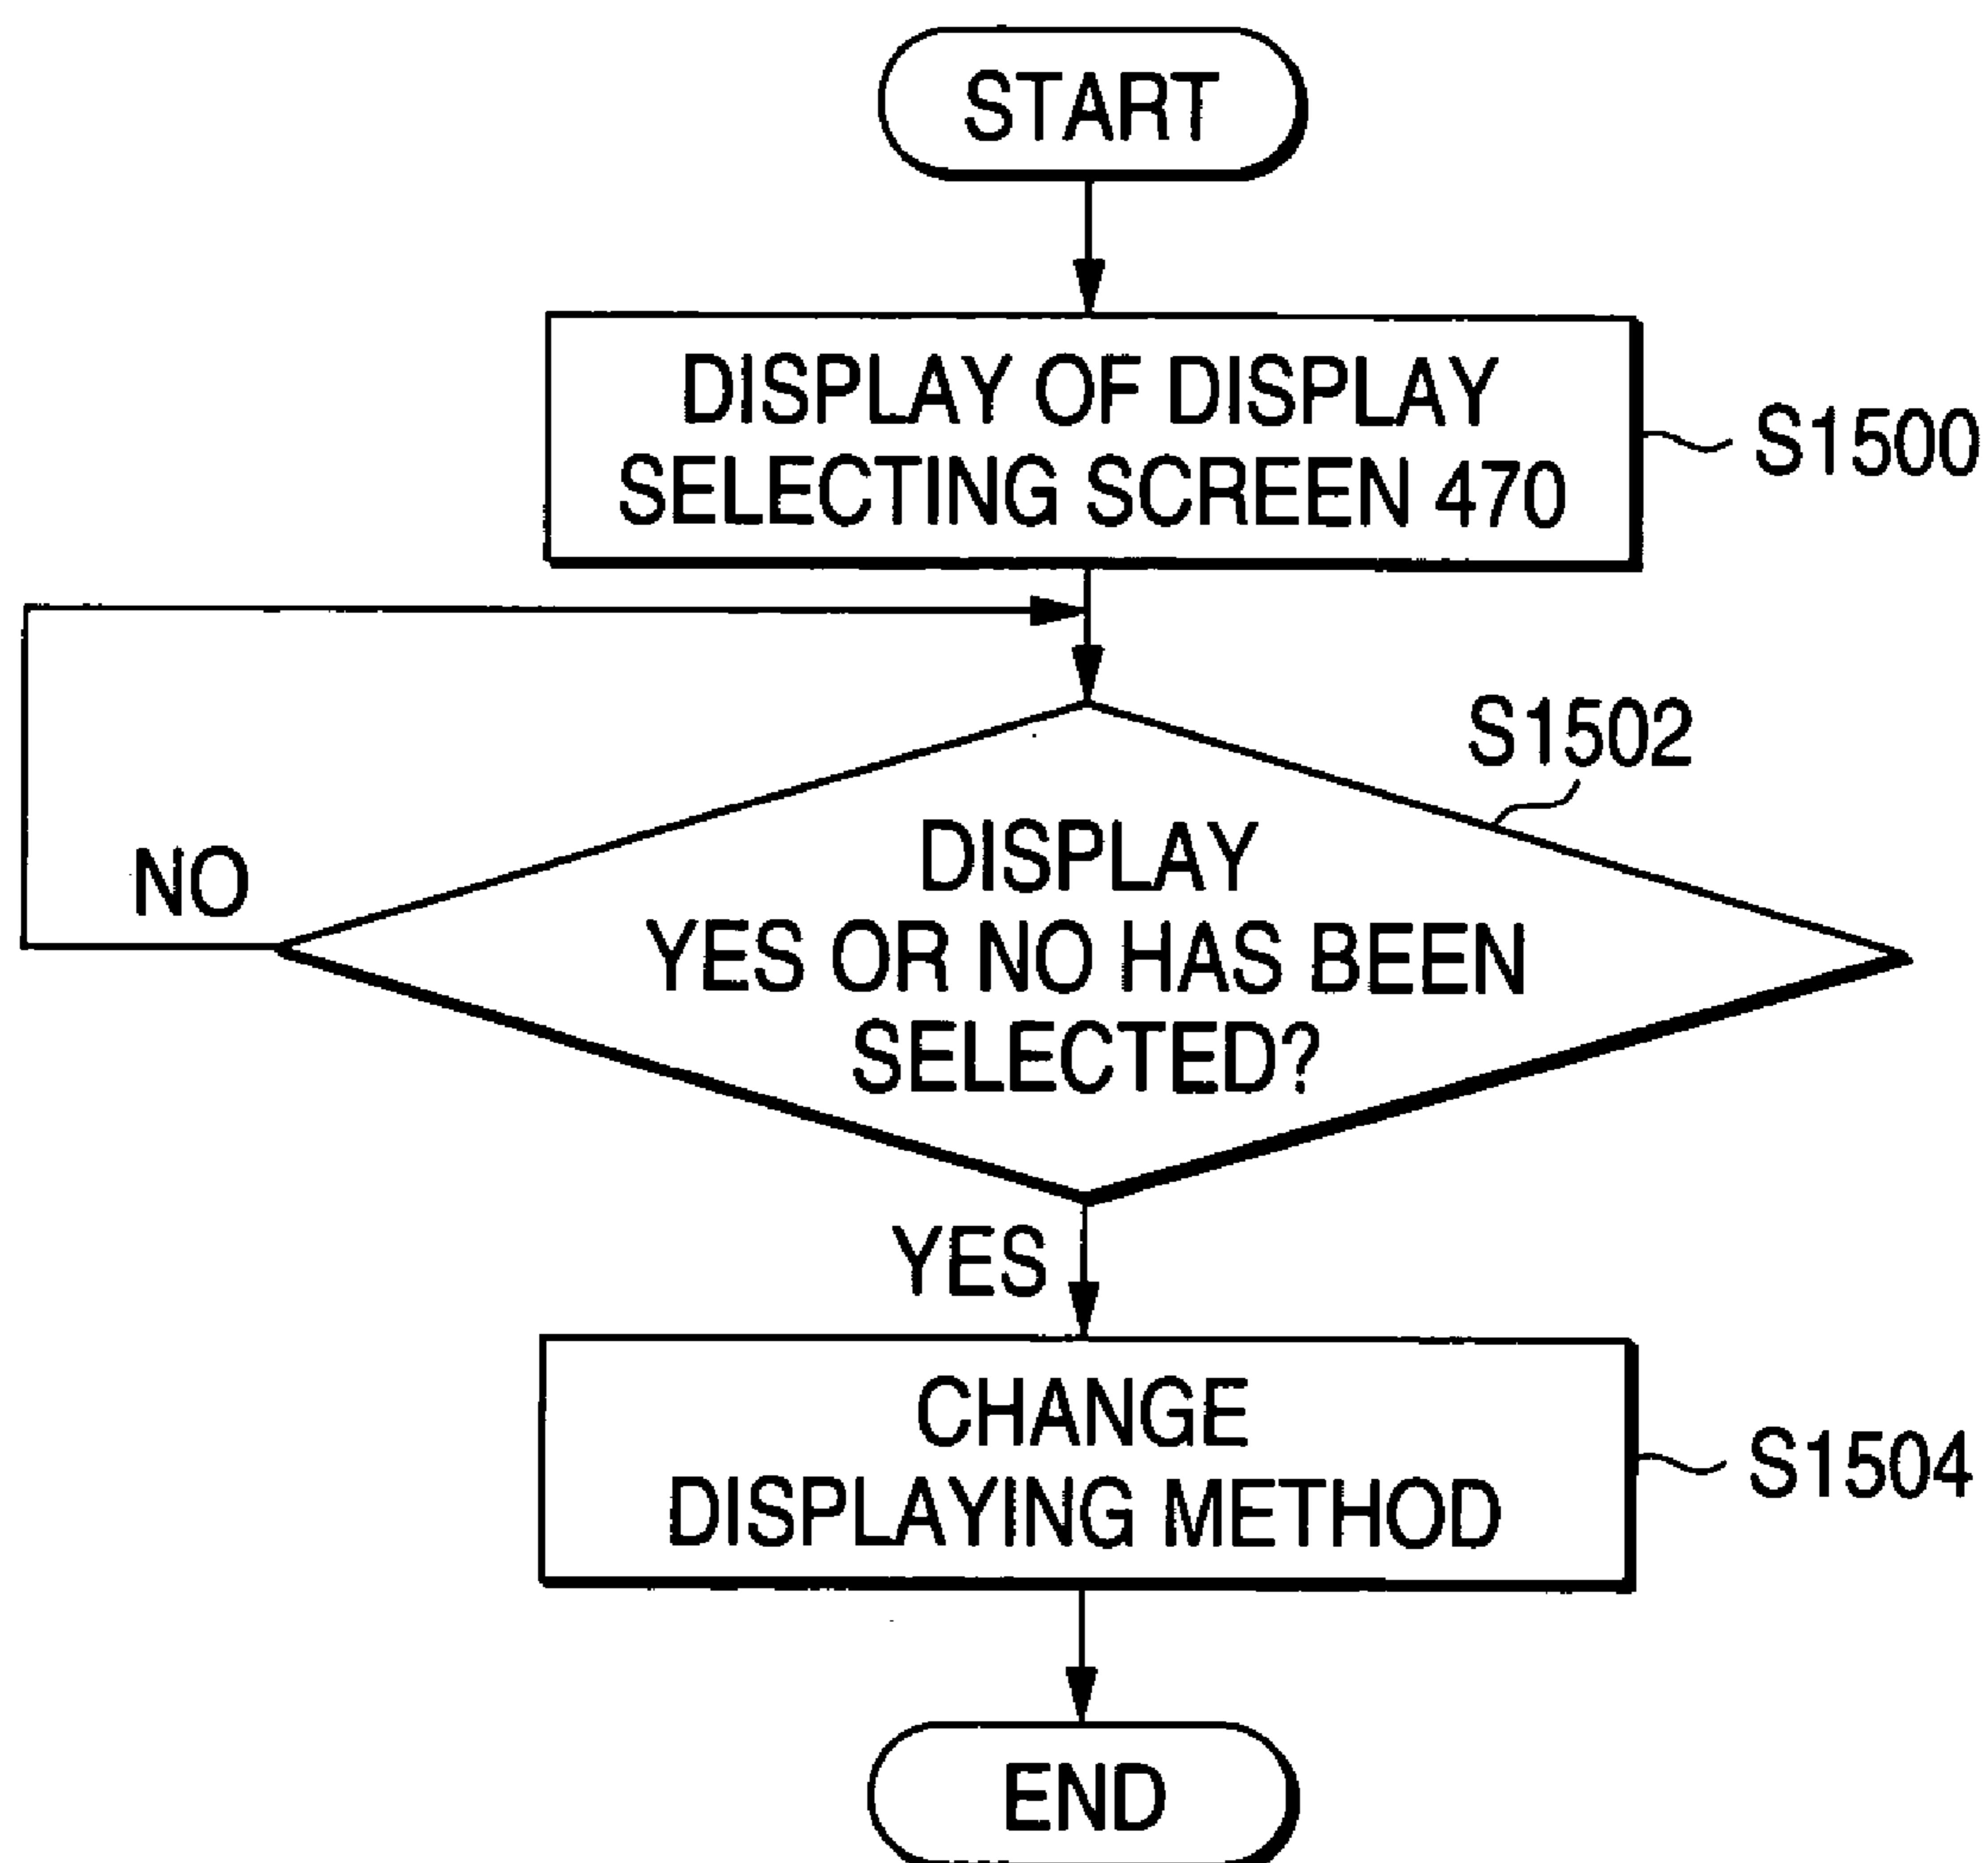 START
DISPLAY OF DISPLAY
SELECTING SCREEN 470
S1500
S1502
NO
DISPLAY
YES OR NO HAS BEEN
SELECTED?
YES
CHANGE
DISPLAYING METHOD
S1504
END